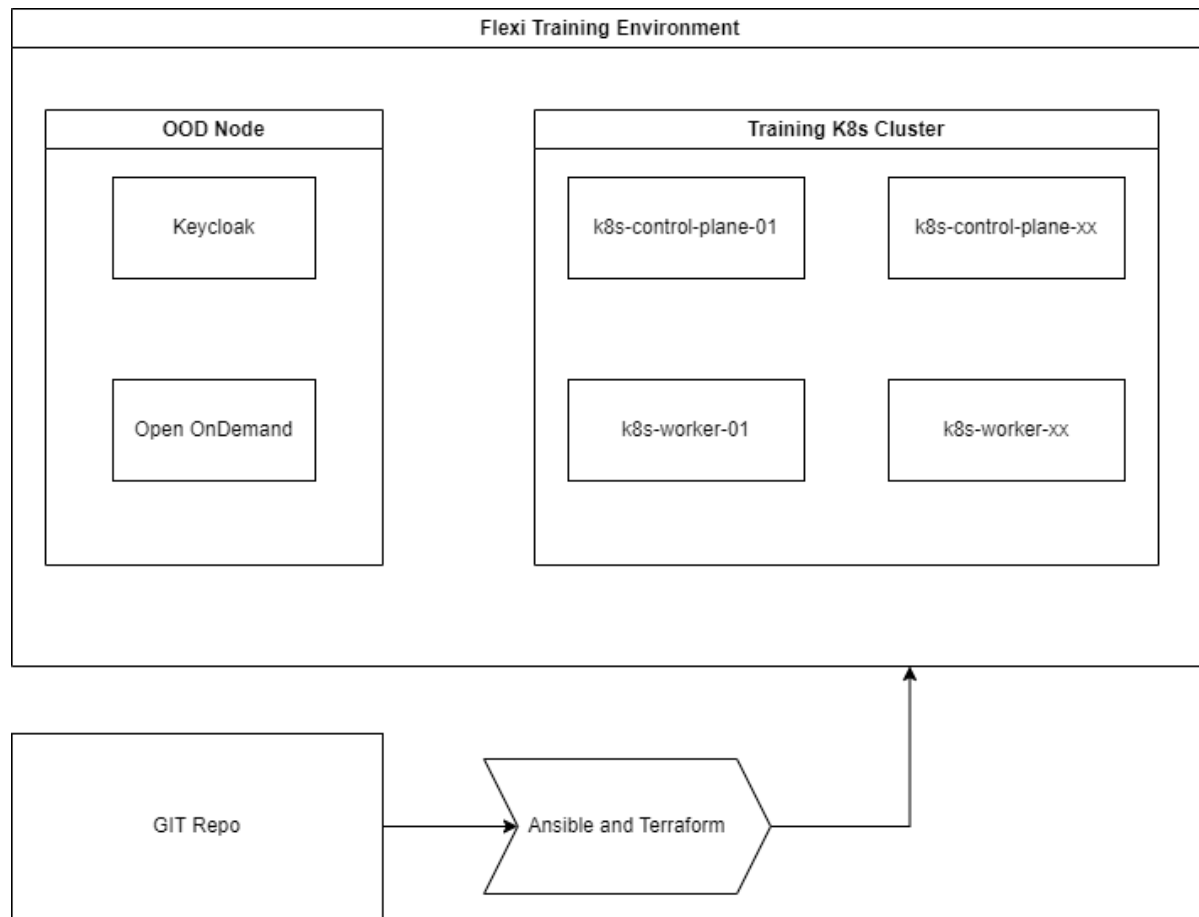 Flexi Training Environment
OOD Node
Training K8s Cluster
Keycloak
k8s-control-plane-01
k8s-control-plane-xx
Open OnDemand
k8s-worker-01
k8s-worker-xx
GIT Repo
Ansible and Terraform